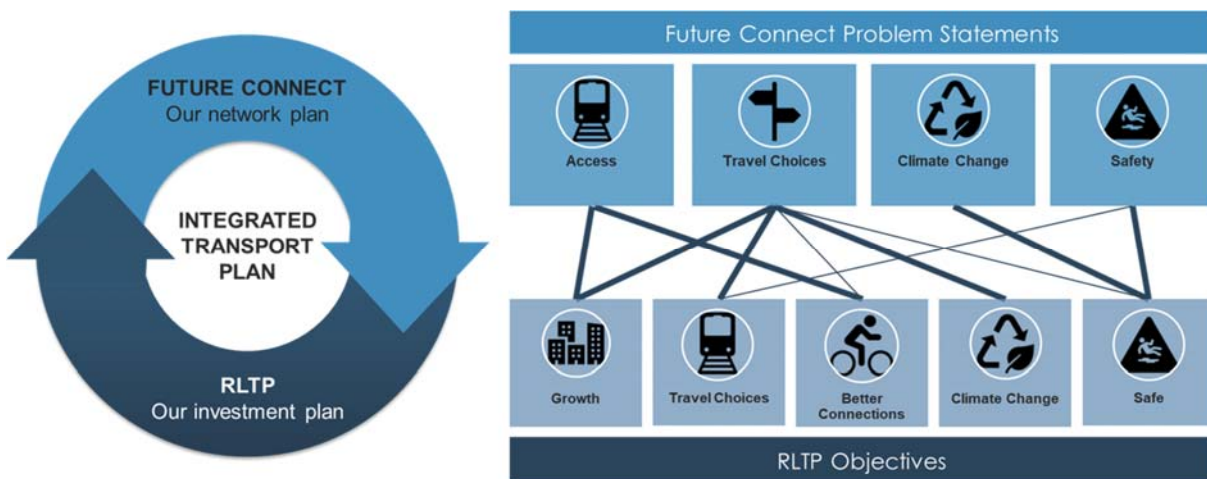 FUTURE CONNECT
Our network plan
INTEGRATED
TRANSPORT
PLAN
RLTP
Our investment plan
Future Connect Problem Statements
Access
Travel Choices
Climate Change
Safety
Growth
Travel Choices
Better
Connections
Climate Change
Safe
RLTP Objectives